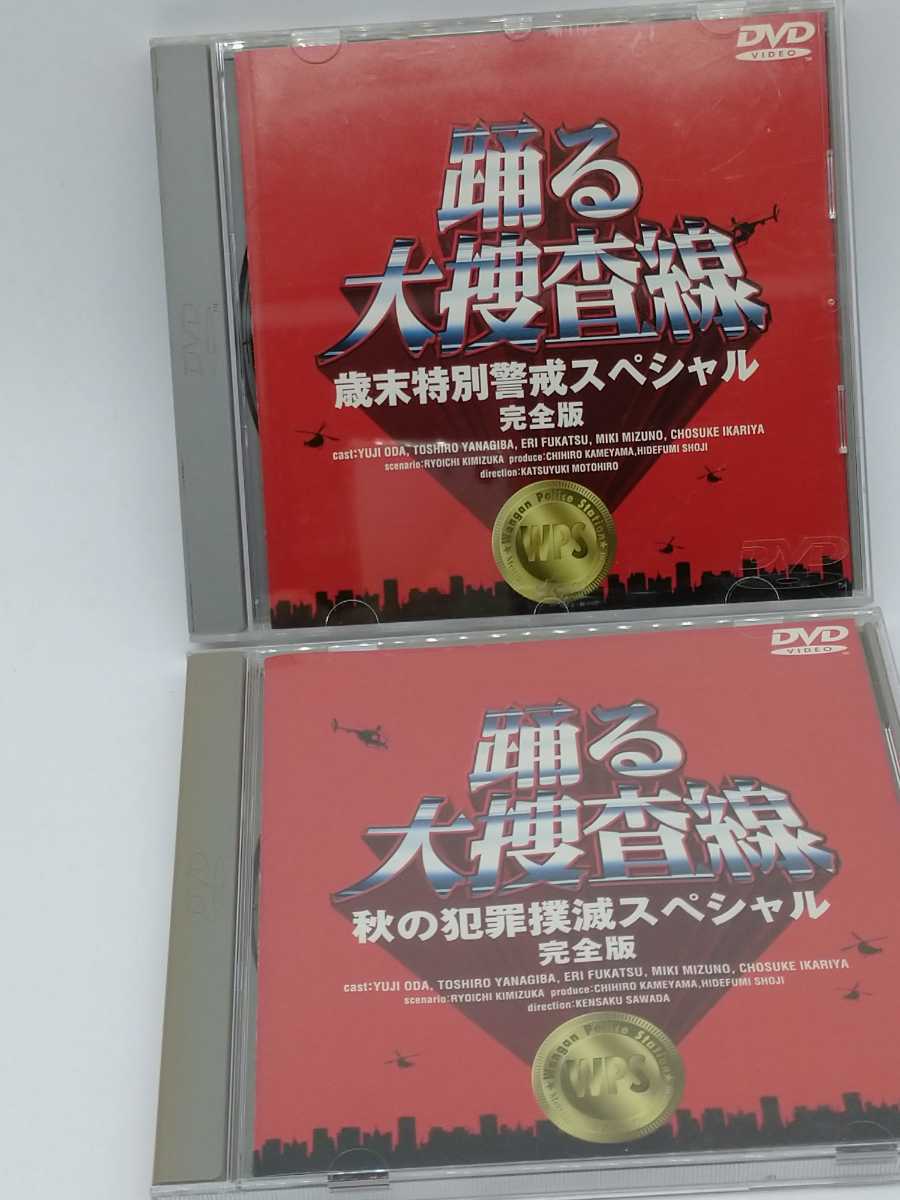 DVD
VIDEO
踊る
大捜査線
歳末特別警戒スペシャル
完全版
cast:YUJI ODA, TOSHIRO YANAGIBA, ERI FUKATSU, MIKI MIZUNO, CHOSUKE IKARIYA
scenario:RYOICHI KIMIZUKA produce:CHIHIRO KAMEYAMA,HIDEFUMI SHOJI
direction:KATSUYUKI MOTOHIRO
Wangan Police Station
WPS
DVD
DVD
DVD
VIDEO
踊る
大捜査線
秋の犯罪撲滅スペシャル
完全版
cast:YUJI ODA, TOSHIRO YANAGIBA, ERI FUKATSU, MIKI MIZUNO, CHOSUKE IKARIYA
scenario:RYOICHI KIMIZUKA produce:CHIHIRO KAMEYAMA,HIDEFUMI SHOJI
direction:KENSAKU SAWADA
Wangan Police Station
WPS
DVD